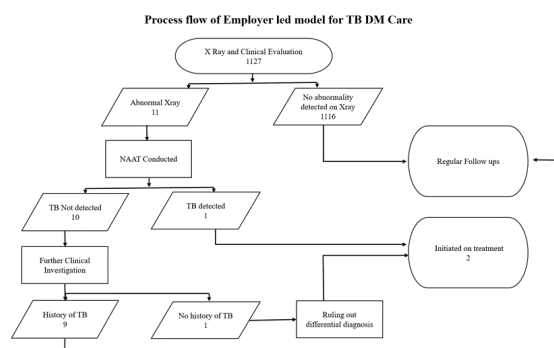 Process flow of Employer led model for TB DM Care
X Ray and Clinical Evaluation
1127
Abnormal Xray
11
No abnormality
detected on Xray
1116
NAAT Conducted
Regular Follow ups
TB Not detected
10
TB detected
1
Initiated on treatment
2
Further Clinical
Investigation
History of TB
9
No history of TB
1
Ruling out
differential diagnosis